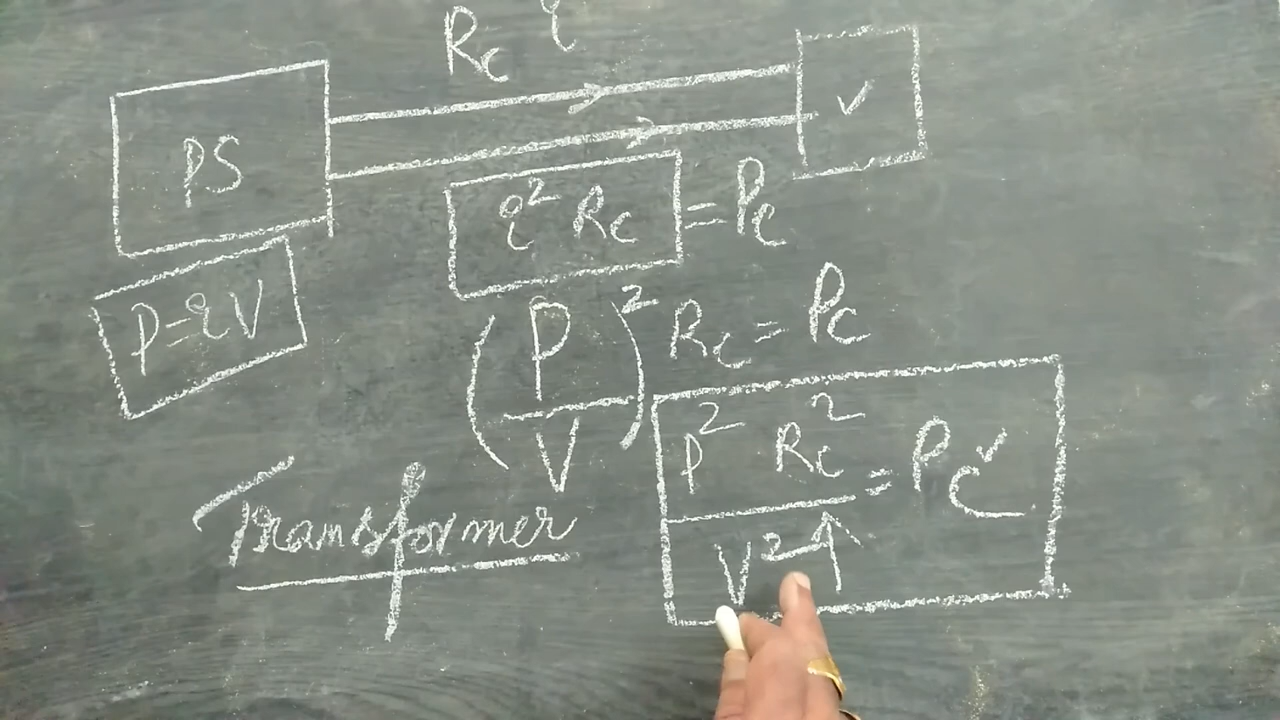 Rc i
PS
✓
i² Rc = Pc
P=iV
(P/V)² Rc = Pc
P² Rc² / V² ↑ = Pc
Transformer